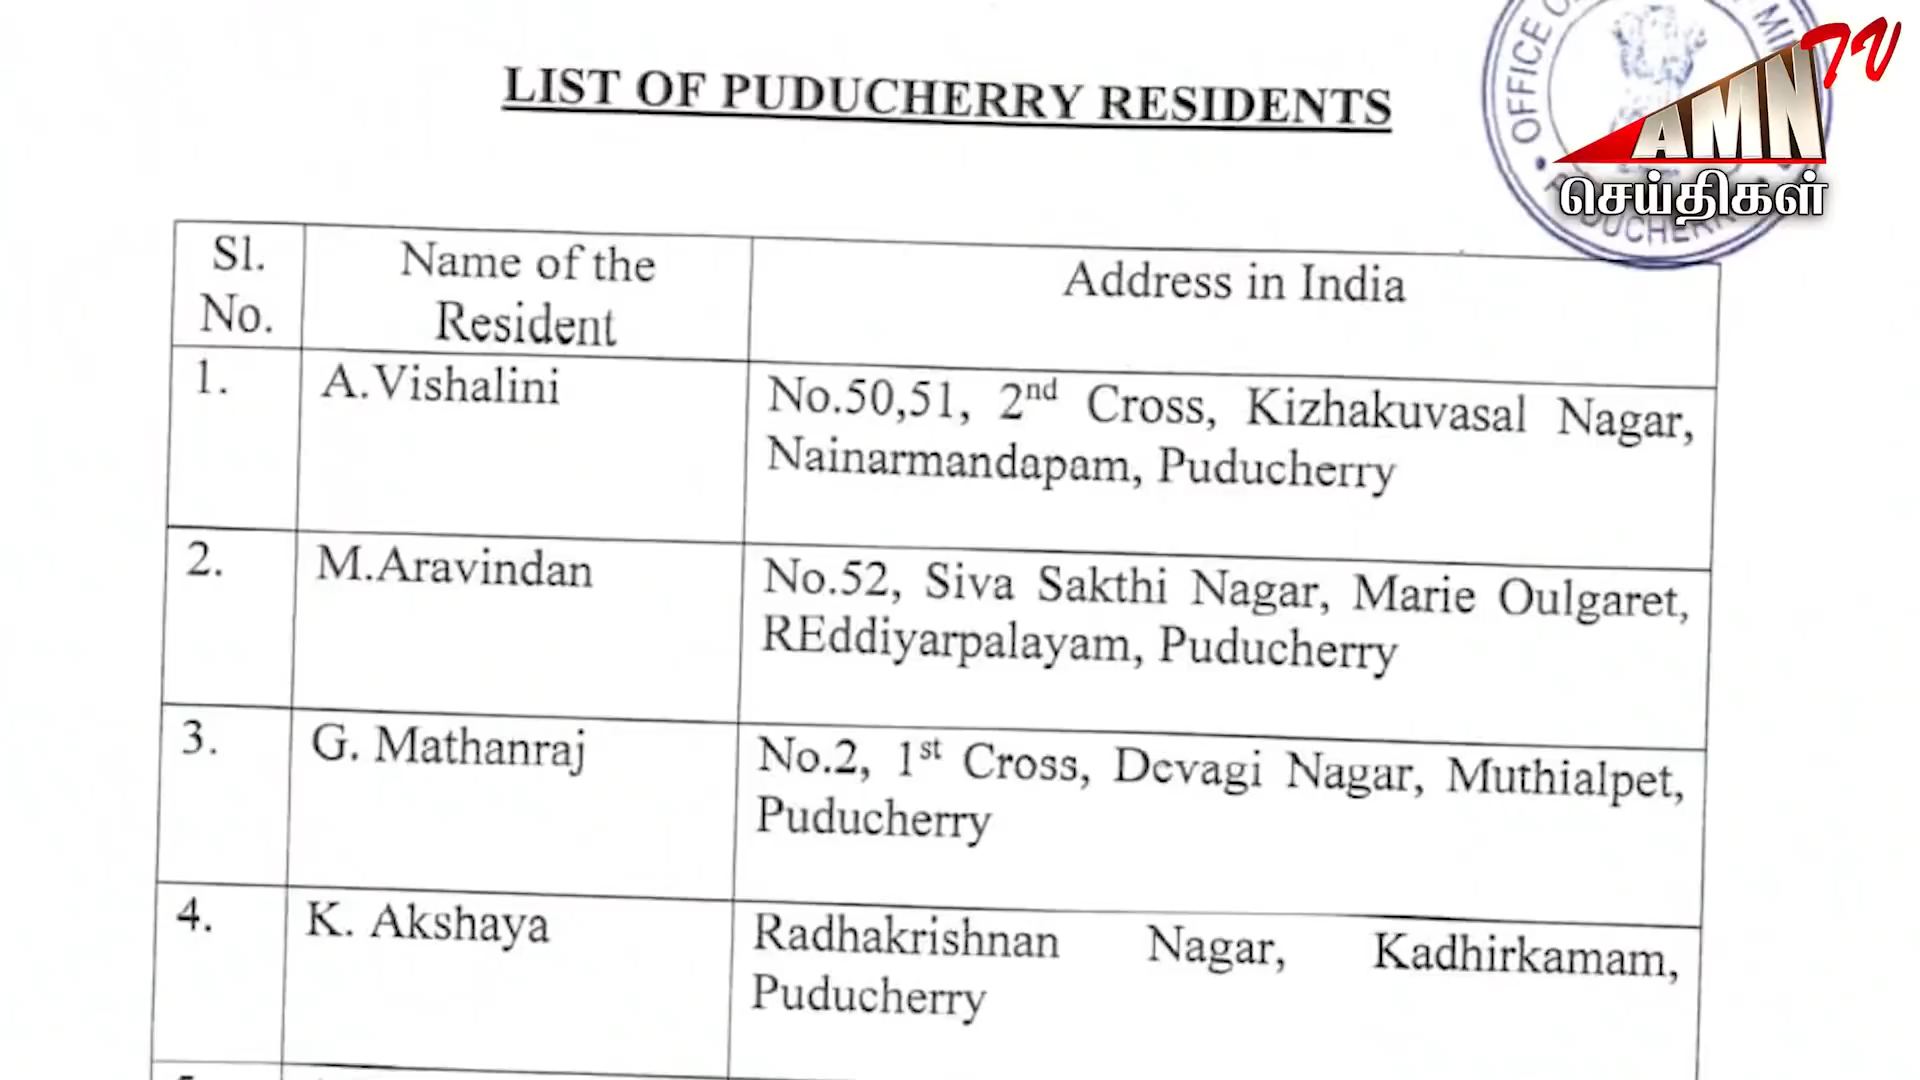 LIST OF PUDUCHERRY RESIDENTS
OFFICE
PUDUCHERRY
AMN TV
செய்திகள்
Sl. No.
Name of the Resident
Address in India
1.
A.Vishalini
No.50,51, 2nd Cross, Kizhakuvasal Nagar,
Nainarmandapam, Puducherry
2.
M.Aravindan
No.52, Siva Sakthi Nagar, Marie Oulgaret,
REddiyarpalayam, Puducherry
3.
G. Mathanraj
No.2, 1st Cross, Devagi Nagar, Muthialpet,
Puducherry
4.
K. Akshaya
Radhakrishnan Nagar, Kadhirkamam,
Puducherry